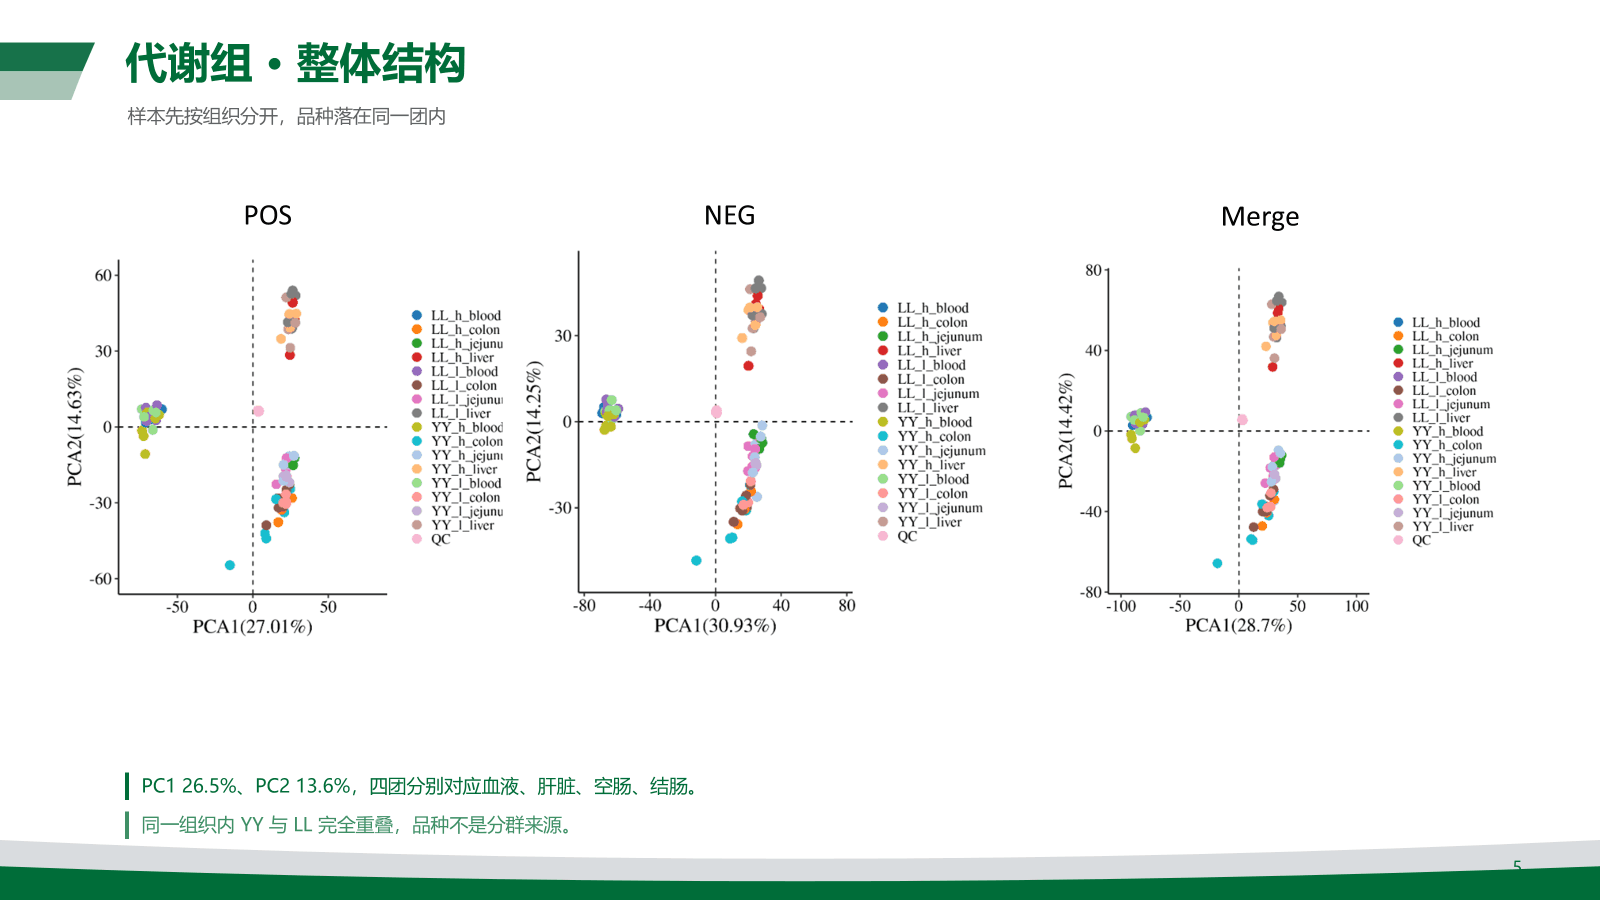 代谢组 · 整体结构
样本先按组织分开，品种落在同一团内
POS
60
30
0
-30
-60
-50
0
50
PCA2(14.63%)
PCA1(27.01%)
LL_h_blood
LL_h_colon
LL_h_jejunu
LL_h_liver
LL_l_blood
LL_l_colon
LL_l_jejunu
LL_l_liver
YY_h_blood
YY_h_colon
YY_h_jejunu
YY_h_liver
YY_l_blood
YY_l_colon
YY_l_jejunu
YY_l_liver
QC
NEG
30
0
-30
-80
-40
0
40
80
PCA2(14.25%)
PCA1(30.93%)
LL_h_blood
LL_h_colon
LL_h_jejunum
LL_h_liver
LL_l_blood
LL_l_colon
LL_l_jejunum
LL_l_liver
YY_h_blood
YY_h_colon
YY_h_jejunum
YY_h_liver
YY_l_blood
YY_l_colon
YY_l_jejunum
YY_l_liver
QC
Merge
80
40
0
-40
-80
-100
-50
0
50
100
PCA2(14.42%)
PCA1(28.7%)
LL_h_blood
LL_h_colon
LL_h_jejunum
LL_h_liver
LL_l_blood
LL_l_colon
LL_l_jejunum
LL_l_liver
YY_h_blood
YY_h_colon
YY_h_jejunum
YY_h_liver
YY_l_blood
YY_l_colon
YY_l_jejunum
YY_l_liver
QC
PC1 26.5%、PC2 13.6%，四团分别对应血液、肝脏、空肠、结肠。
同一组织内 YY 与 LL 完全重叠，品种不是分群来源。
5